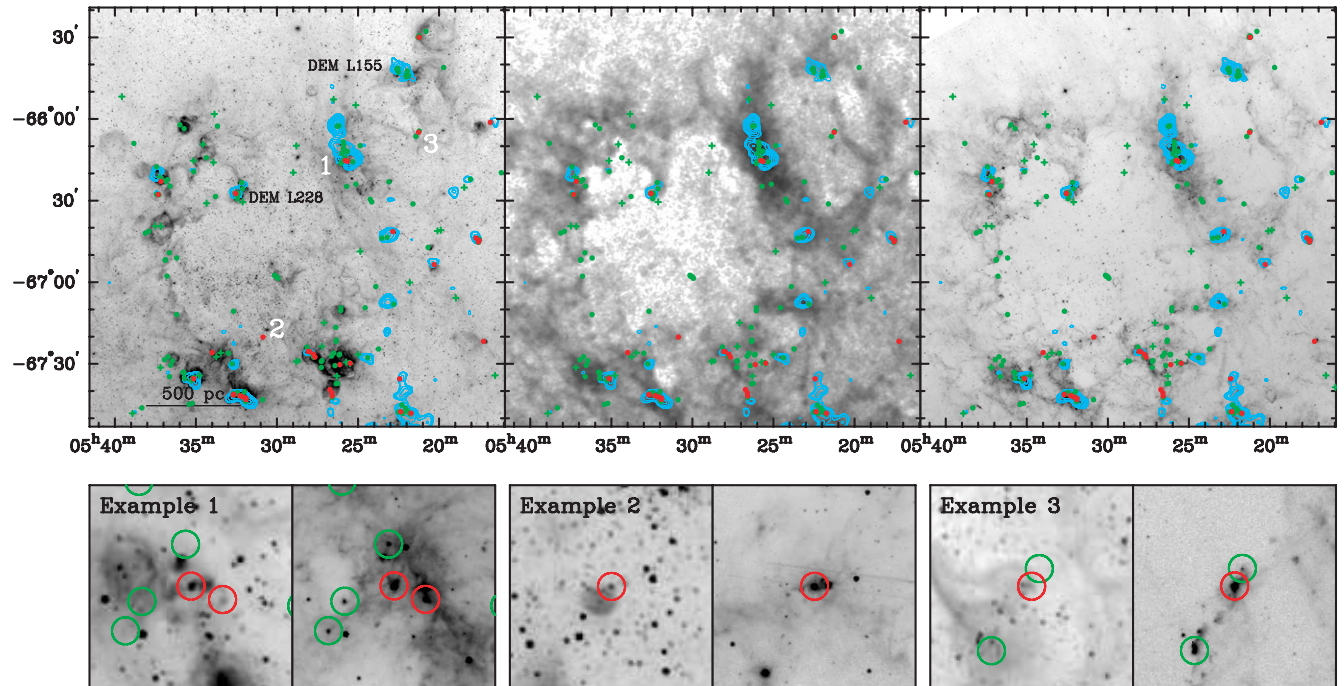 30′
DEM L155
−66°00′
3
1
30′
DEM L228
−67°00′
2
−67°30′
500 pc
05ʰ40ᵐ 35ᵐ 30ᵐ 25ᵐ 20ᵐ 05ʰ40ᵐ 35ᵐ 30ᵐ 25ᵐ 20ᵐ 05ʰ40ᵐ 35ᵐ 30ᵐ 25ᵐ 20ᵐ
Example 1
Example 2
Example 3